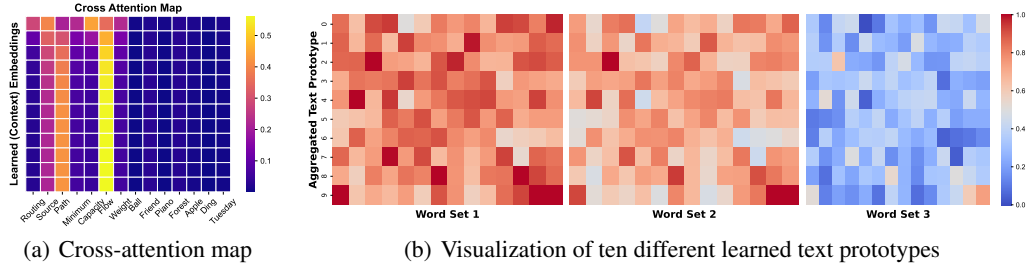 Cross Attention Map
Learned (Context) Embeddings
0.5
0.4
0.3
0.2
0.1
Routing
Source
Path
Minimum
Capacity
Flow
Weight
Ball
Friend
Piano
Forest
Apple
Ding
Tuesday
(a) Cross-attention map
Aggregated Text Prototype
0
1
2
3
4
5
6
7
8
9
Word Set 1
Word Set 2
Word Set 3
1.0
0.8
0.6
0.4
0.2
0.0
(b) Visualization of ten different learned text prototypes